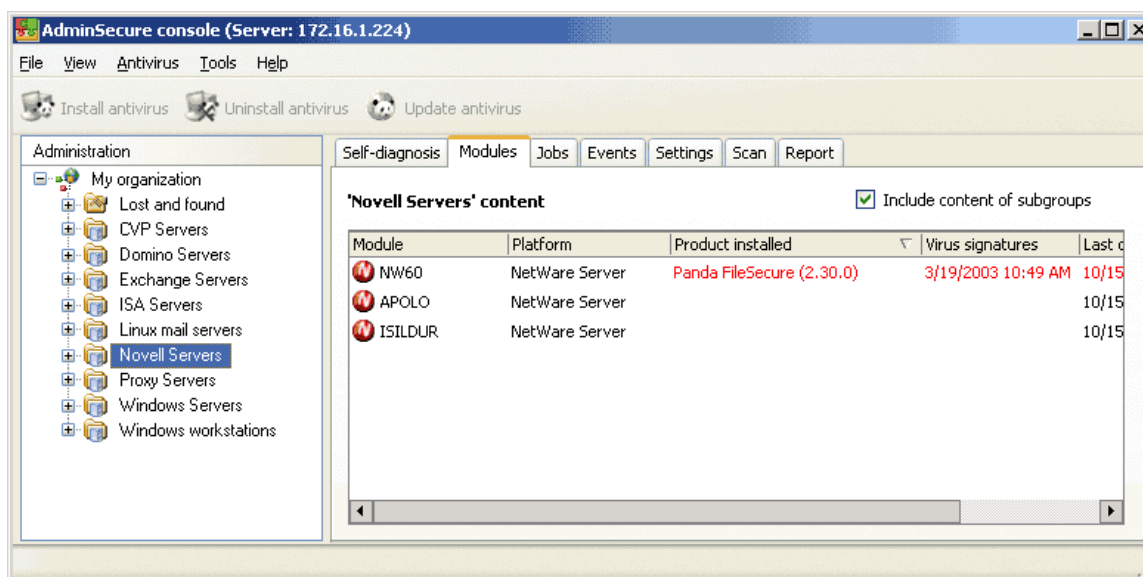 AdminSecure console (Server: 172.16.1.224)
File View Antivirus Tools Help
Install antivirus Uninstall antivirus Update antivirus
Administration
My organization
Lost and found
CVP Servers
Domino Servers
Exchange Servers
ISA Servers
Linux mail servers
Novell Servers
Proxy Servers
Windows Servers
Windows workstations
Self-diagnosis Modules Jobs Events Settings Scan Report
'Novell Servers' content Include content of subgroups
Module Platform Product installed Virus signatures Last
NW60 NetWare Server Panda FileSecure (2.30.0) 3/19/2003 10:49 AM 10/15
APOLO NetWare Server 10/15
ISILDUR NetWare Server 10/15